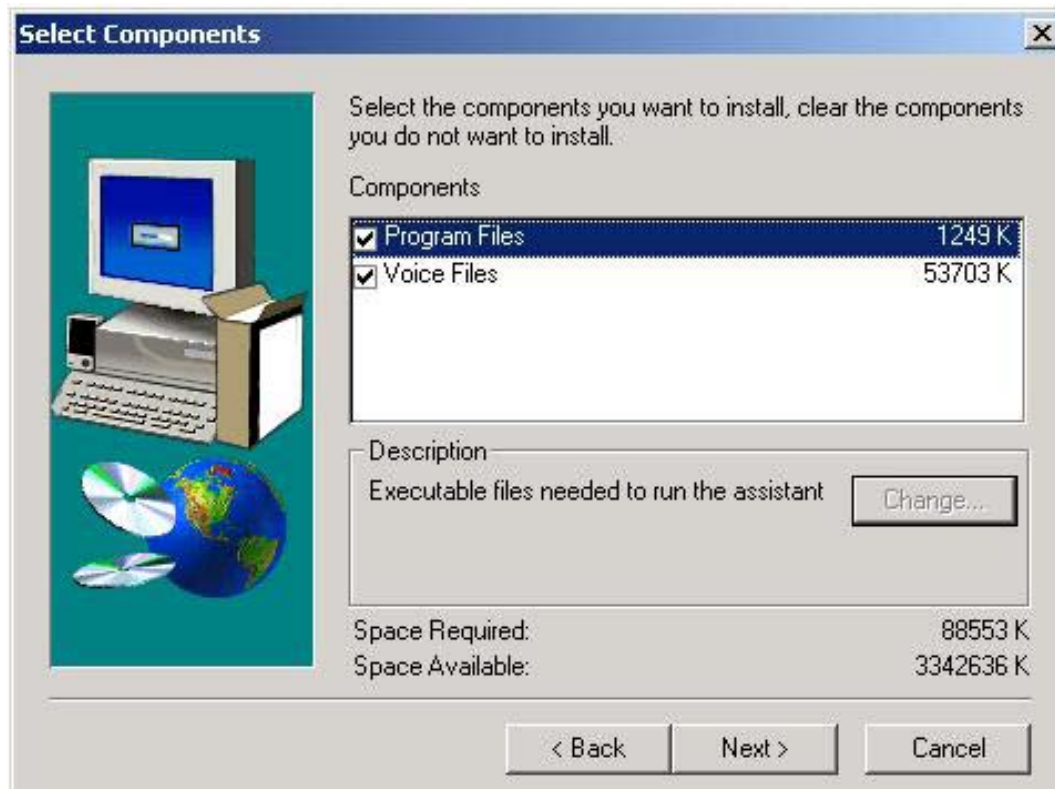 Select Components
Select the components you want to install, clear the components
you do not want to install.
Components
Program Files 1249 K
Voice Files 53703 K
Description
Executable files needed to run the assistant
Change...
Space Required: 88553 K
Space Available: 3342636 K
< Back Next > Cancel